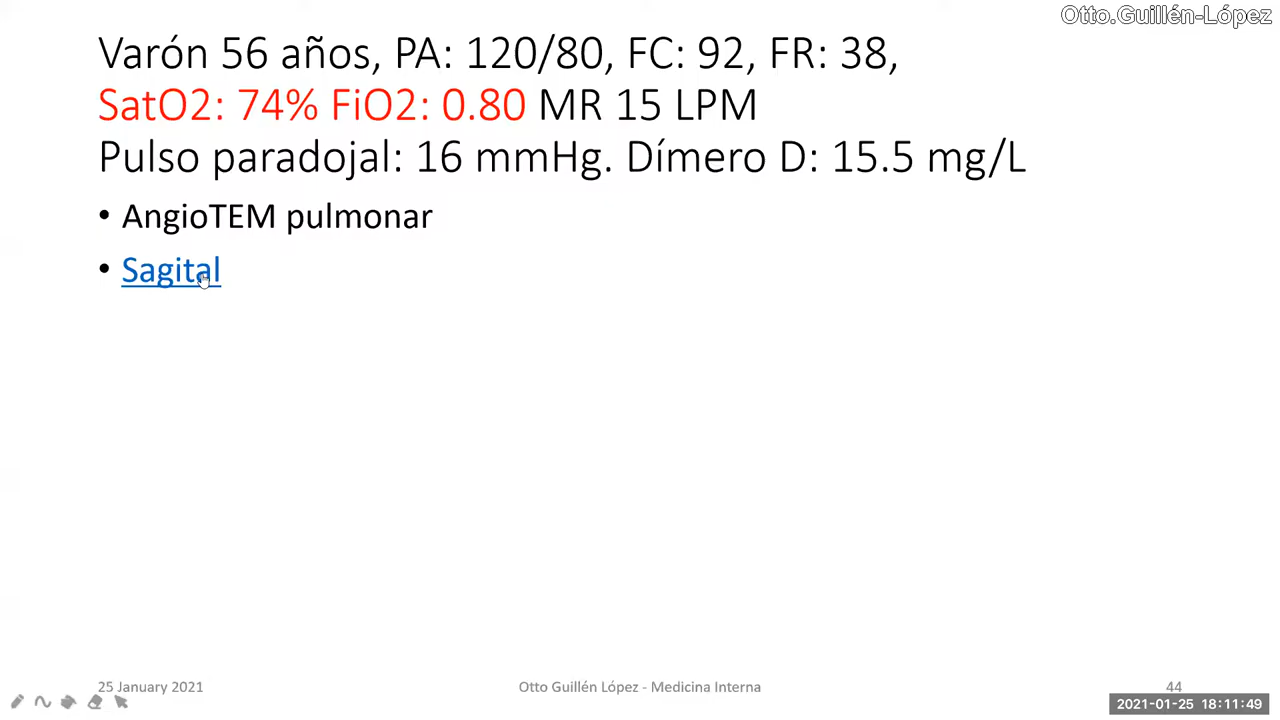 Otto.Guillén-López
Varón 56 años, PA: 120/80, FC: 92, FR: 38,
SatO2: 74% FiO2: 0.80 MR 15 LPM
Pulso paradojal: 16 mmHg. Dímero D: 15.5 mg/L
• AngioTEM pulmonar
• Sagital
25 January 2021
Otto Guillén López - Medicina Interna
44
2021-01-25 18:11:49